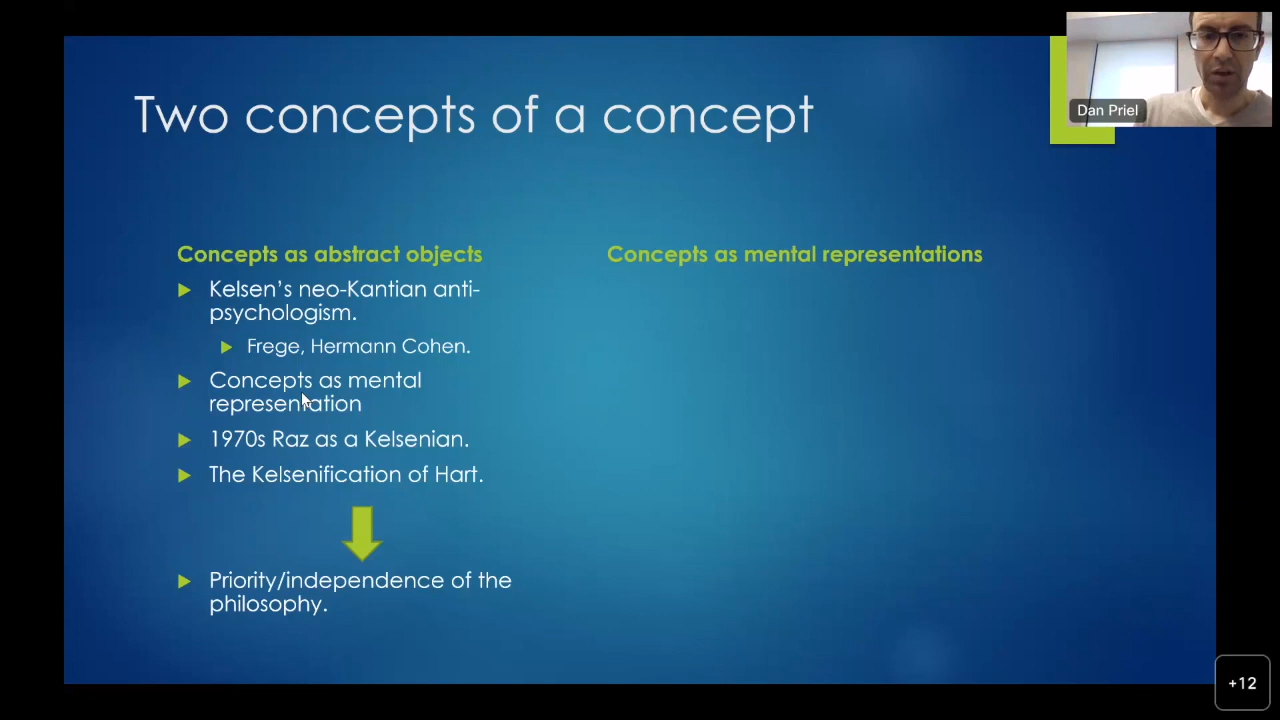 Two concepts of a concept
Dan Priel
Concepts as abstract objects
Kelsen's neo-Kantian anti-
psychologism.
Frege, Hermann Cohen.
Concepts as mental
representation
1970s Raz as a Kelsenian.
The Kelsenification of Hart.
Priority/independence of the
philosophy.
Concepts as mental representations
+12